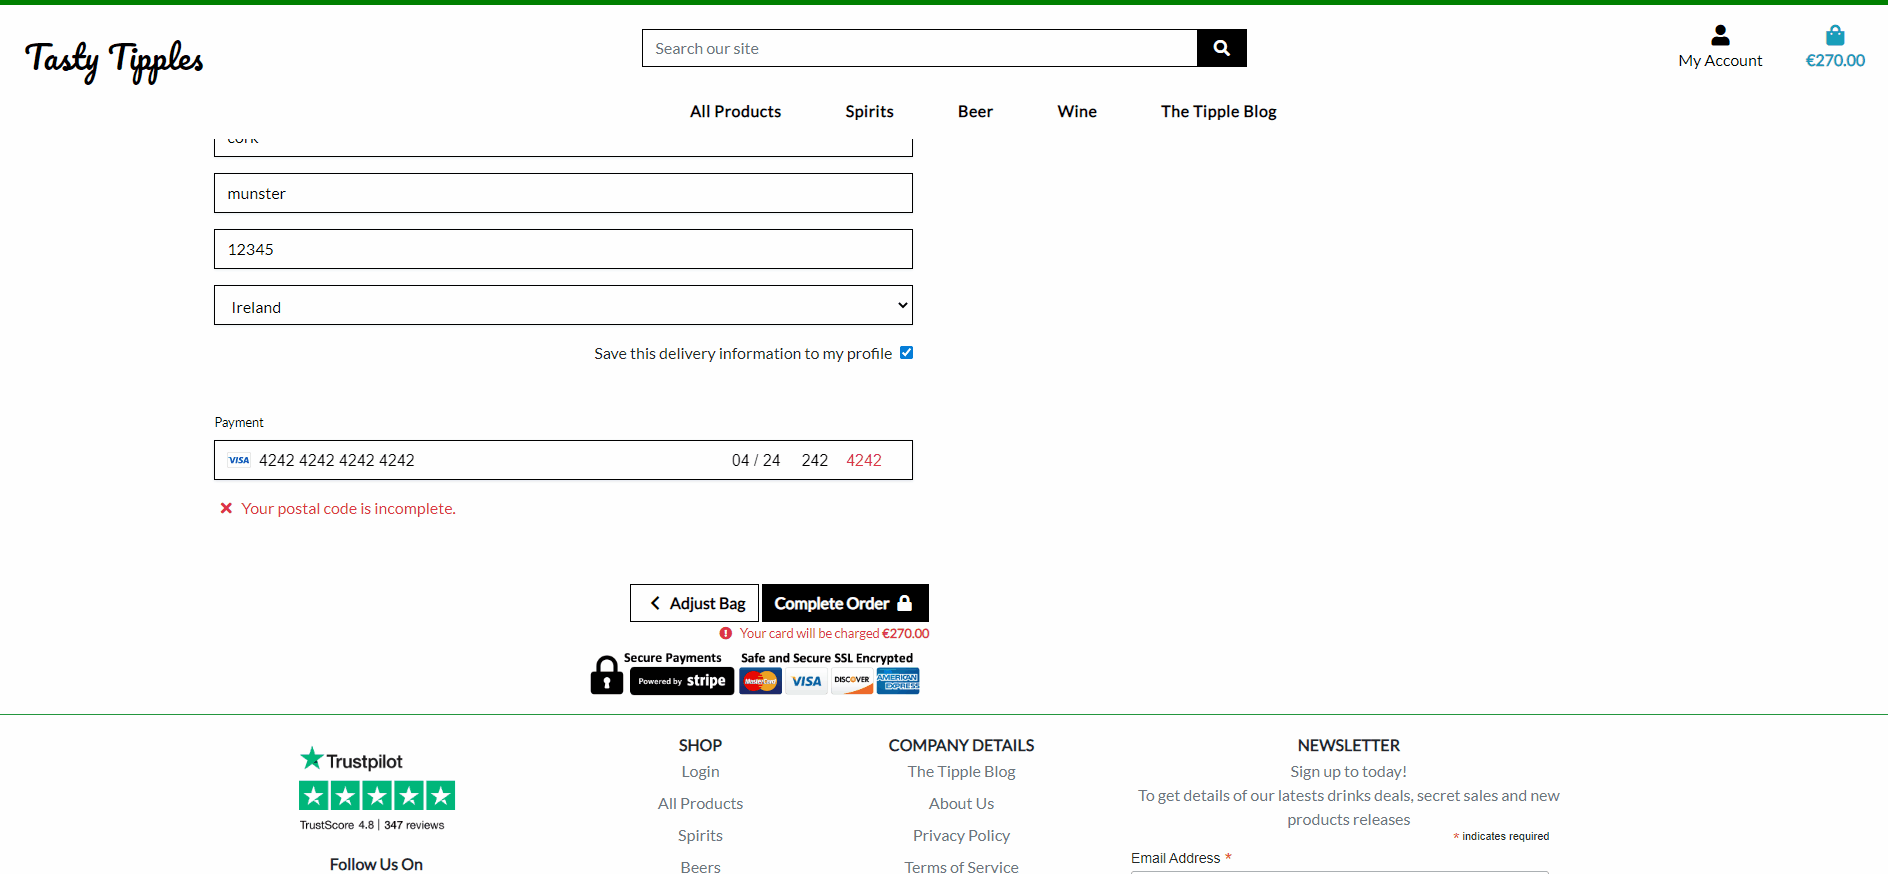 Tasty Tipples
Search our site
My Account
€270.00
All Products Spirits Beer Wine The Tipple Blog
cork
munster
12345
Ireland
Save this delivery information to my profile
Payment
VISA 4242 4242 4242 4242 04 / 24 242 4242
Your postal code is incomplete.
Adjust Bag Complete Order
Your card will be charged €270.00
Secure Payments Safe and Secure SSL Encrypted
Powered by stripe MasterCard VISA DISCOVER AMERICAN EXPRESS
Trustpilot
TrustScore 4.8 | 347 reviews
Follow Us On
SHOP
Login
All Products
Spirits
Beers
COMPANY DETAILS
The Tipple Blog
About Us
Privacy Policy
Terms of Service
NEWSLETTER
Sign up to today!
To get details of our latests drinks deals, secret sales and new
products releases
* indicates required
Email Address *